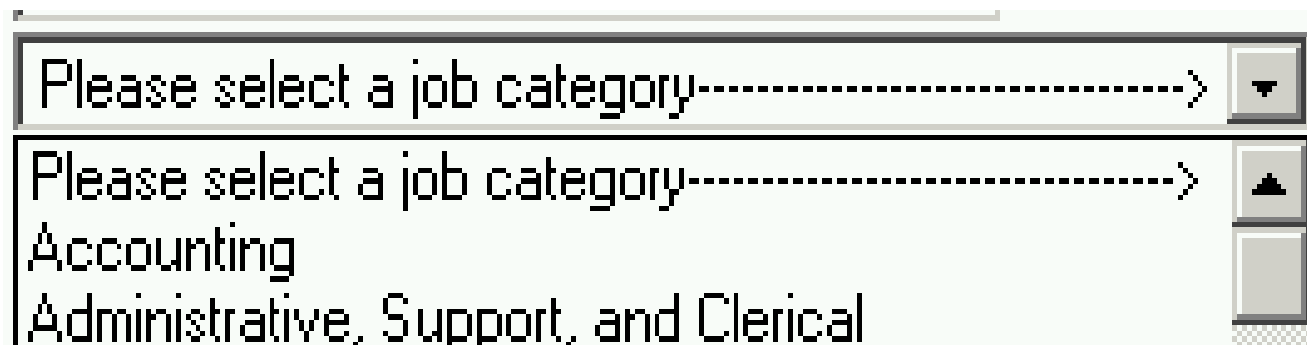 Please select a job category------------------------------->
Please select a job category------------------------------->
Accounting
Administrative, Support, and Clerical